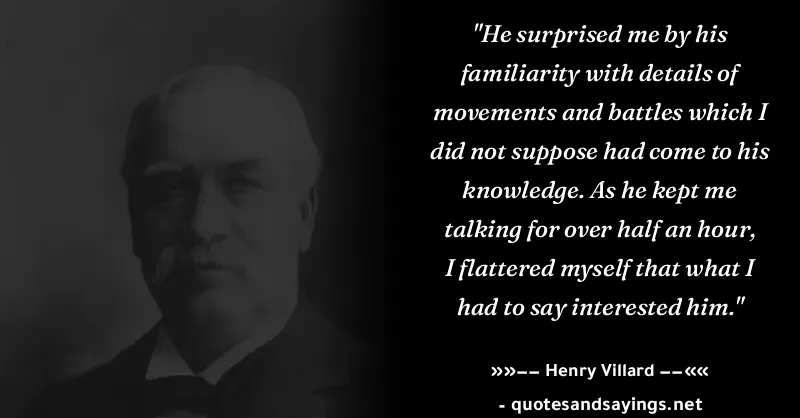 "He surprised me by his
familiarity with details of
movements and battles which I
did not suppose had come to his
knowledge. As he kept me
talking for over half an hour,
I flattered myself that what I
had to say interested him."
»»−− Henry Villard −−««
- quotesandsayings.net